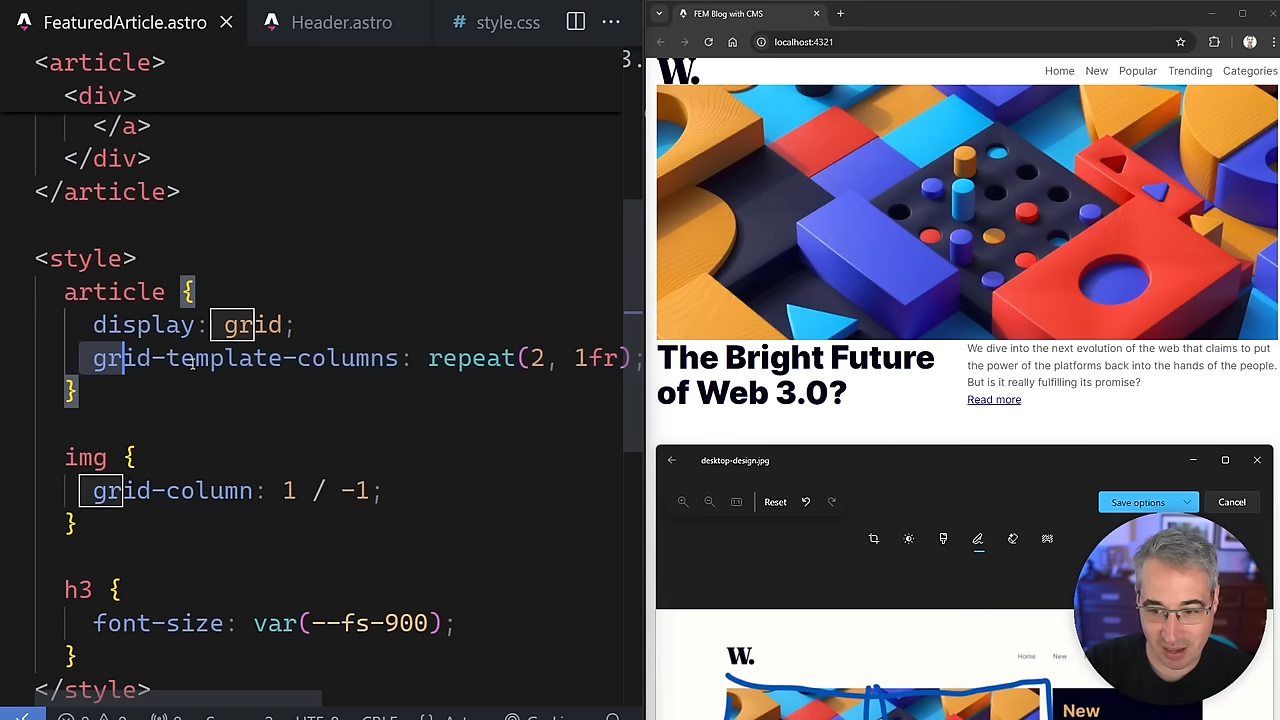 FeaturedArticle.astro
Header.astro
# style.css
<article>
<div>
3.
</a>
</div>
</article>
<style>
article {
display: grid;
grid-template-columns: repeat(2, 1fr);
}
img {
grid-column: 1 / -1;
}
h3 {
font-size: var(--fs-900);
}
</style>
FEM Blog with CMS
localhost:4321
W.
Home New Popular Trending Categories
The Bright Future
of Web 3.0?
We dive into the next evolution of the web that claims to put
the power of the platforms back into the hands of the people.
But is it really fulfilling its promise?
Read more
desktop-design.jpg
Reset
Save options
Cancel
W.
Home New
New